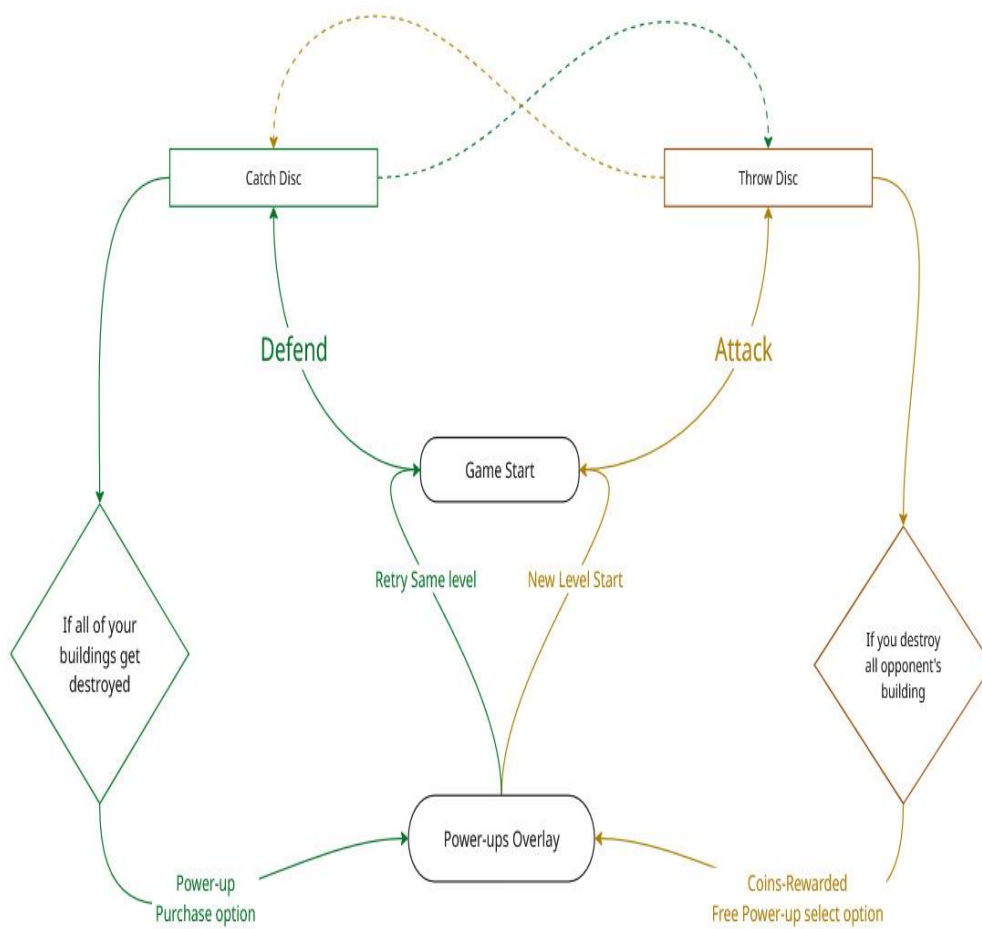 Catch Disc
Throw Disc
Defend
Attack
Game Start
Retry Same level
New Level Start
If all of your
buildings get
destroyed
If you destroy
all opponent's
building
Power-ups Overlay
Power-up
Purchase option
Coins-Rewarded
Free Power-up select option